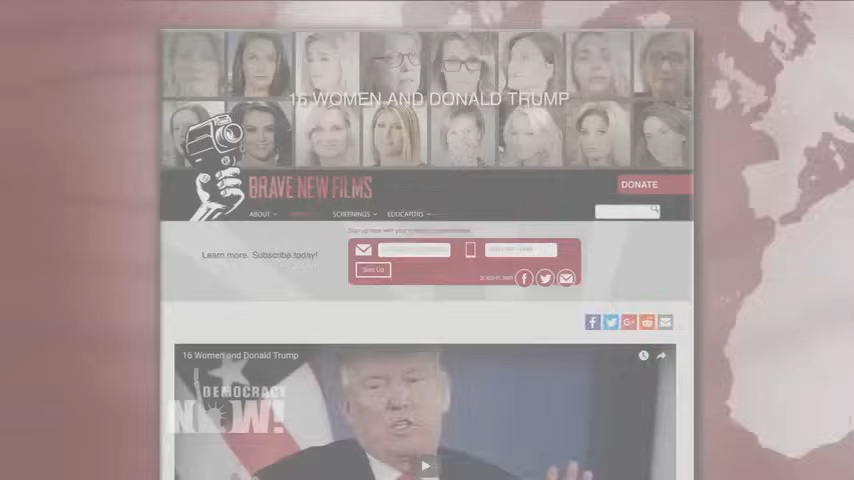 16 WOMEN AND DONALD TRUMP
BRAVE NEW FILMS
DONATE
ABOUT
SCREENINGS
EDUCATORS
Learn more. Subscribe today!
Sign Up
16 Women and Donald Trump
DEMOCRACY
NOW!